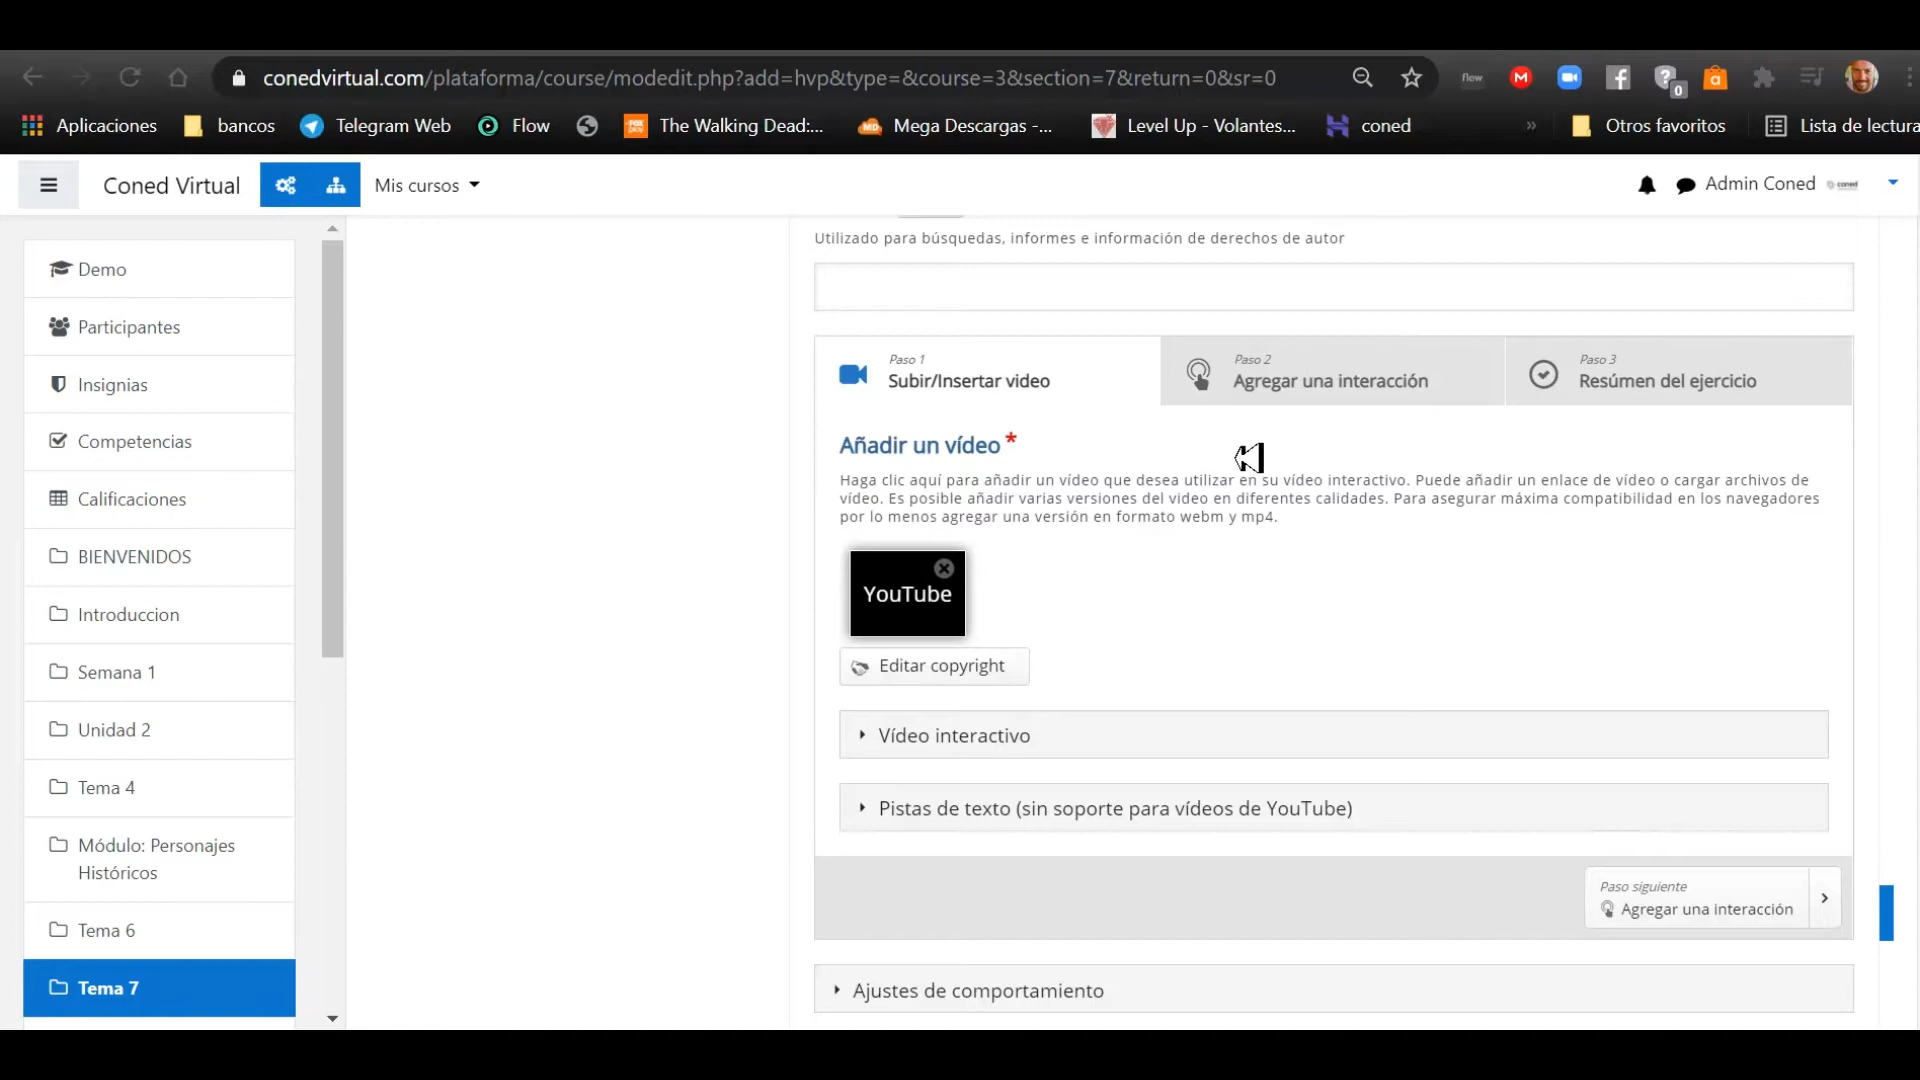 conedvirtual.com/plataforma/course/modedit.php?add=hvp&type=&course=3&section=7&return=0&sr=0
flow
0
Aplicaciones
bancos
Telegram Web
Flow
The Walking Dead:...
Mega Descargas -...
Level Up - Volantes...
coned
»
Otros favoritos
Lista de lectura
Coned Virtual
Mis cursos
Admin Coned
coned
Demo
Participantes
Insignias
Competencias
Calificaciones
BIENVENIDOS
Introduccion
Semana 1
Unidad 2
Tema 4
Módulo: Personajes
Históricos
Tema 6
Tema 7
Utilizado para búsquedas, informes e información de derechos de autor
Paso 1
Subir/Insertar video
Paso 2
Agregar una interacción
Paso 3
Resúmen del ejercicio
Añadir un vídeo *
Haga clic aquí para añadir un vídeo que desea utilizar en su vídeo interactivo. Puede añadir un enlace de vídeo o cargar archivos de
vídeo. Es posible añadir varias versiones del video en diferentes calidades. Para asegurar máxima compatibilidad en los navegadores
por lo menos agregar una versión en formato webm y mp4.
YouTube
Editar copyright
Vídeo interactivo
Pistas de texto (sin soporte para vídeos de YouTube)
Paso siguiente
Agregar una interacción
Ajustes de comportamiento